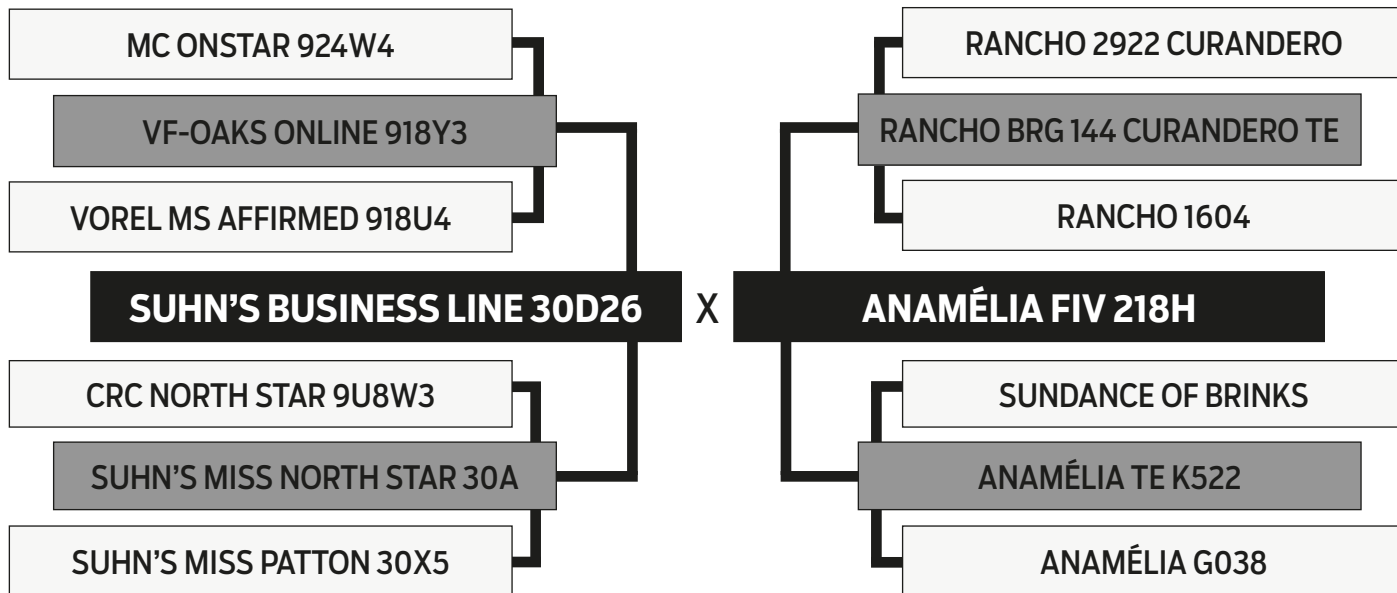 MC ONSTAR 924W4
RANCHO 2922 CURANDERO
VF-OAKS ONLINE 918Y3
RANCHO BRG 144 CURANDERO TE
VOREL MS AFFIRMED 918U4
RANCHO 1604
SUHN’S BUSINESS LINE 30D26 X ANAMÉLIA FIV 218H
CRC NORTH STAR 9U8W3
SUNDANCE OF BRINKS
SUHN’S MISS NORTH STAR 30A
ANAMÉLIA TE K522
SUHN’S MISS PATTON 30X5
ANAMÉLIA G038